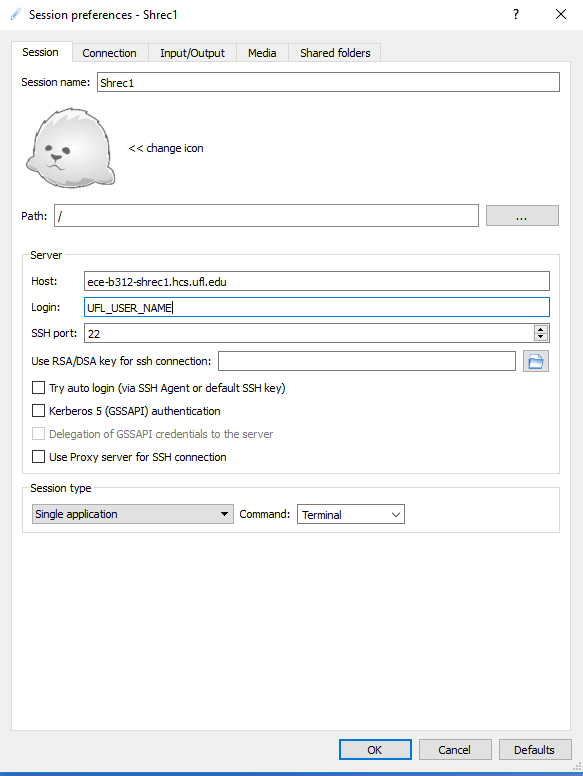 Session preferences - Shrec1 ?
Session Connection Input/Output Media Shared folders
Session name: Shrec1
<< change icon
Path: / ...
Server
Host: ece-b312-shrec1.hcs.ufl.edu
Login: UFL_USER_NAME
SSH port: 22
Use RSA/DSA key for ssh connection:
Try auto login (via SSH Agent or default SSH key)
Kerberos 5 (GSSAPI) authentication
Delegation of GSSAPI credentials to the server
Use Proxy server for SSH connection
Session type
Single application Command: Terminal
OK Cancel Defaults